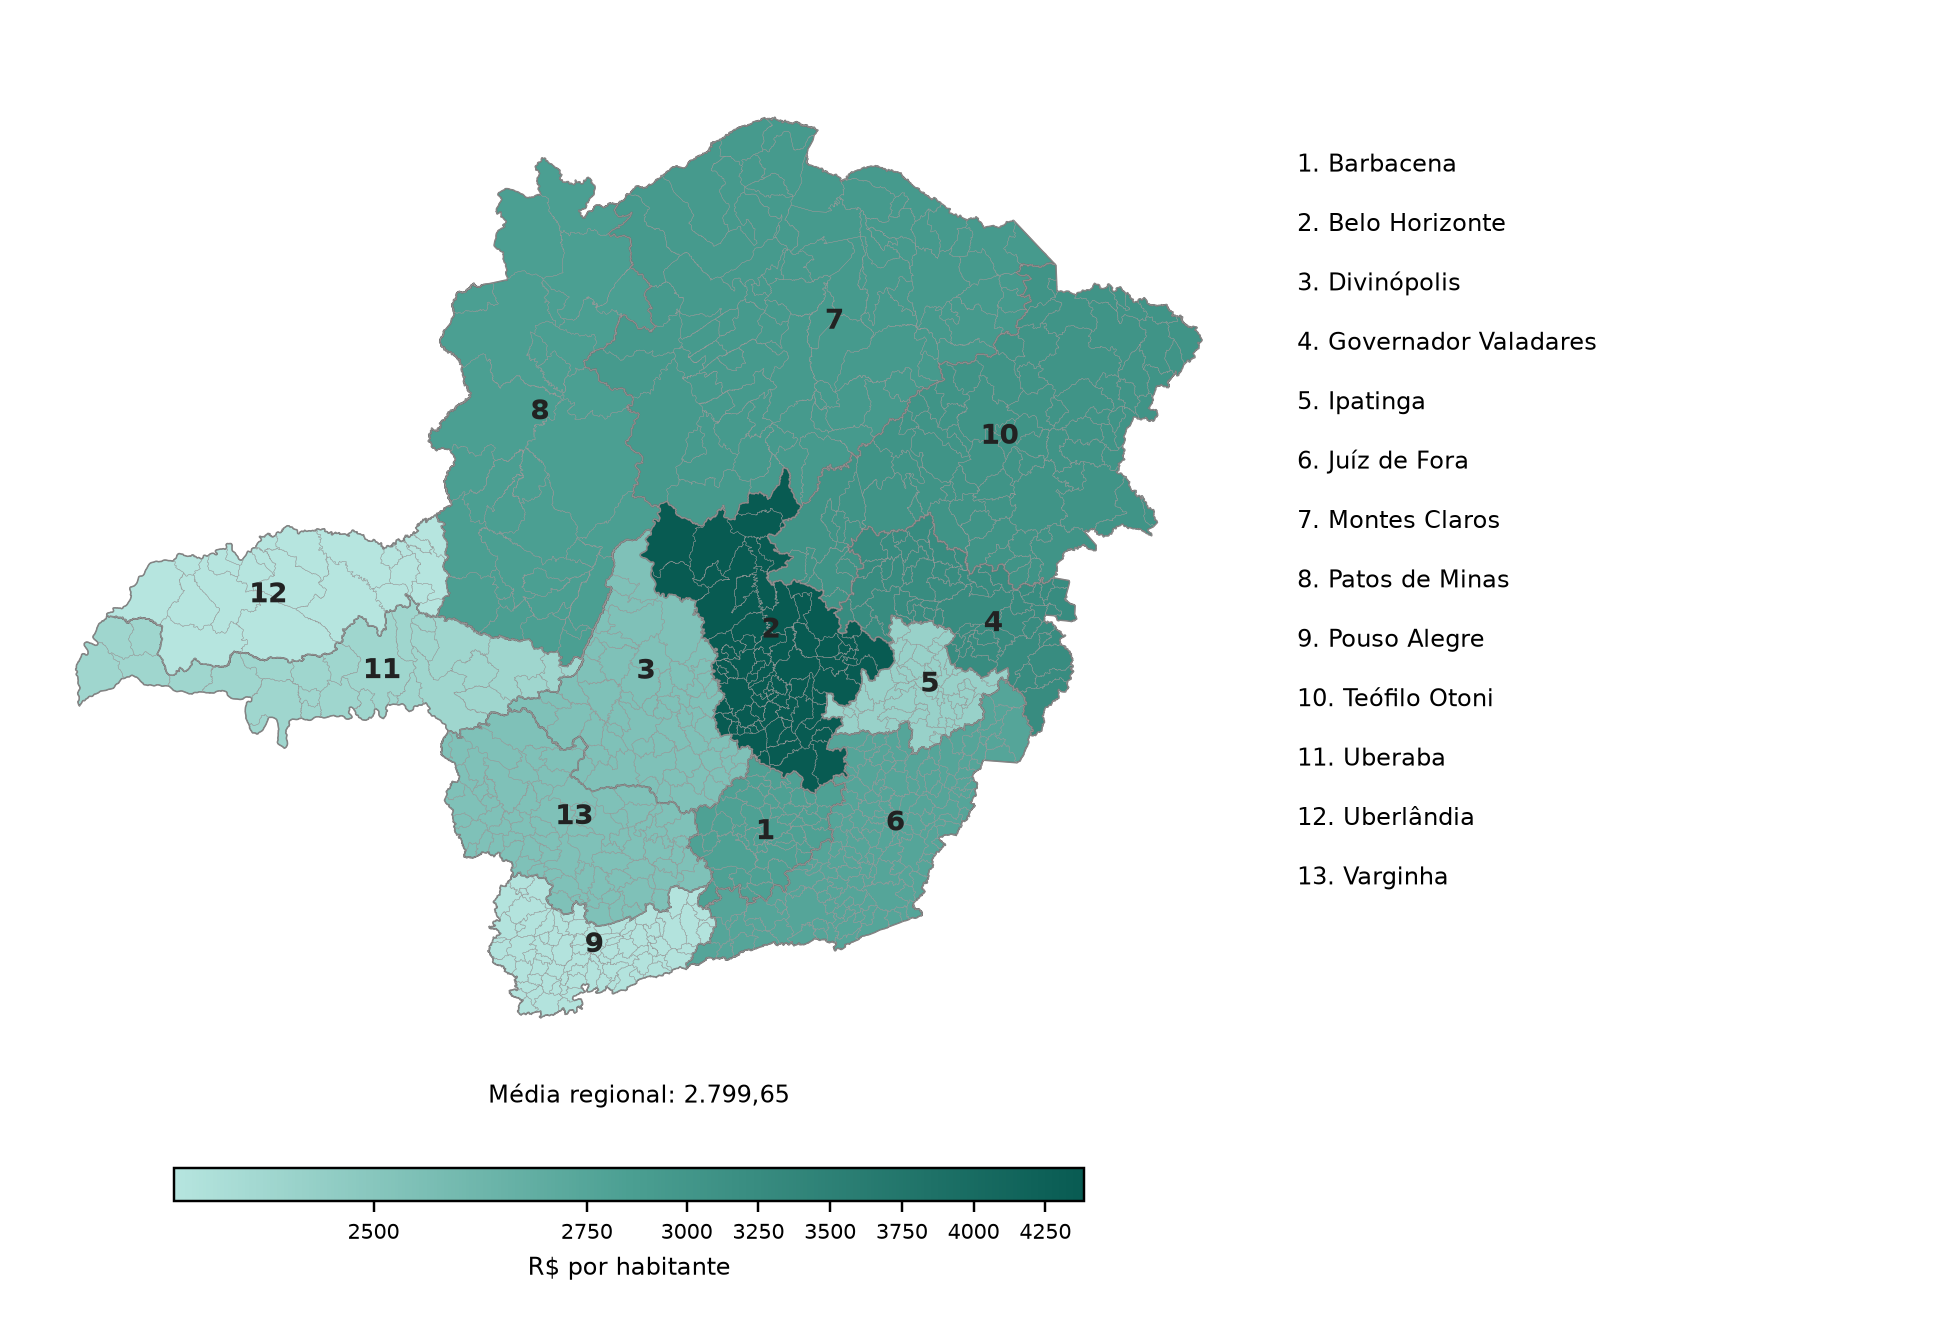 7
8
10
12
4
2
11
3
5
13
6
1
9
1. Barbacena
2. Belo Horizonte
3. Divinópolis
4. Governador Valadares
5. Ipatinga
6. Juíz de Fora
7. Montes Claros
8. Patos de Minas
9. Pouso Alegre
10. Teófilo Otoni
11. Uberaba
12. Uberlândia
13. Varginha
Média regional: 2.799,65
2500 2750 3000 3250 3500 3750 4000 4250
R$ por habitante